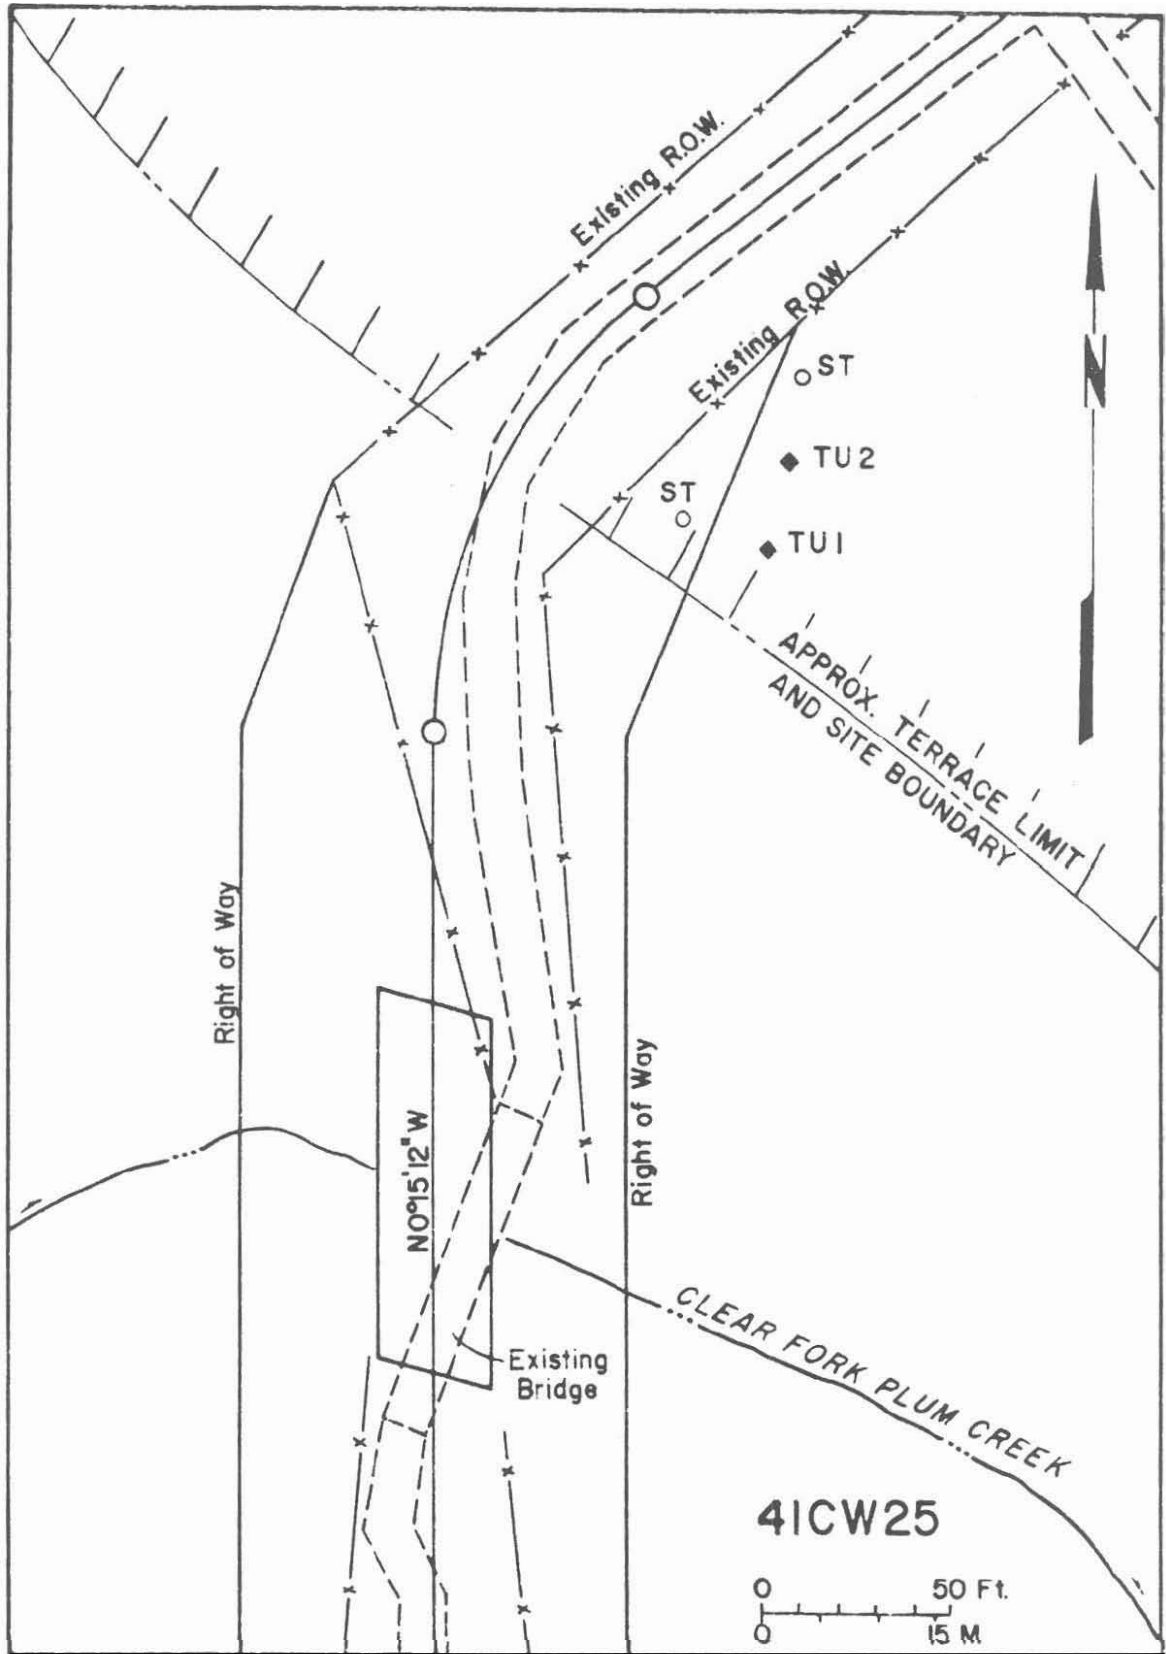 Existing R.O.W.
Existing R.O.W.
N
ST
TU2
ST
TU1
APPROX. TERRACE LIMIT
AND SITE BOUNDARY
Right of Way
Right of Way
N0°15'12"W
CLEAR FORK PLUM CREEK
Existing
Bridge
41CW25
0 50 Ft.
0 15 M.